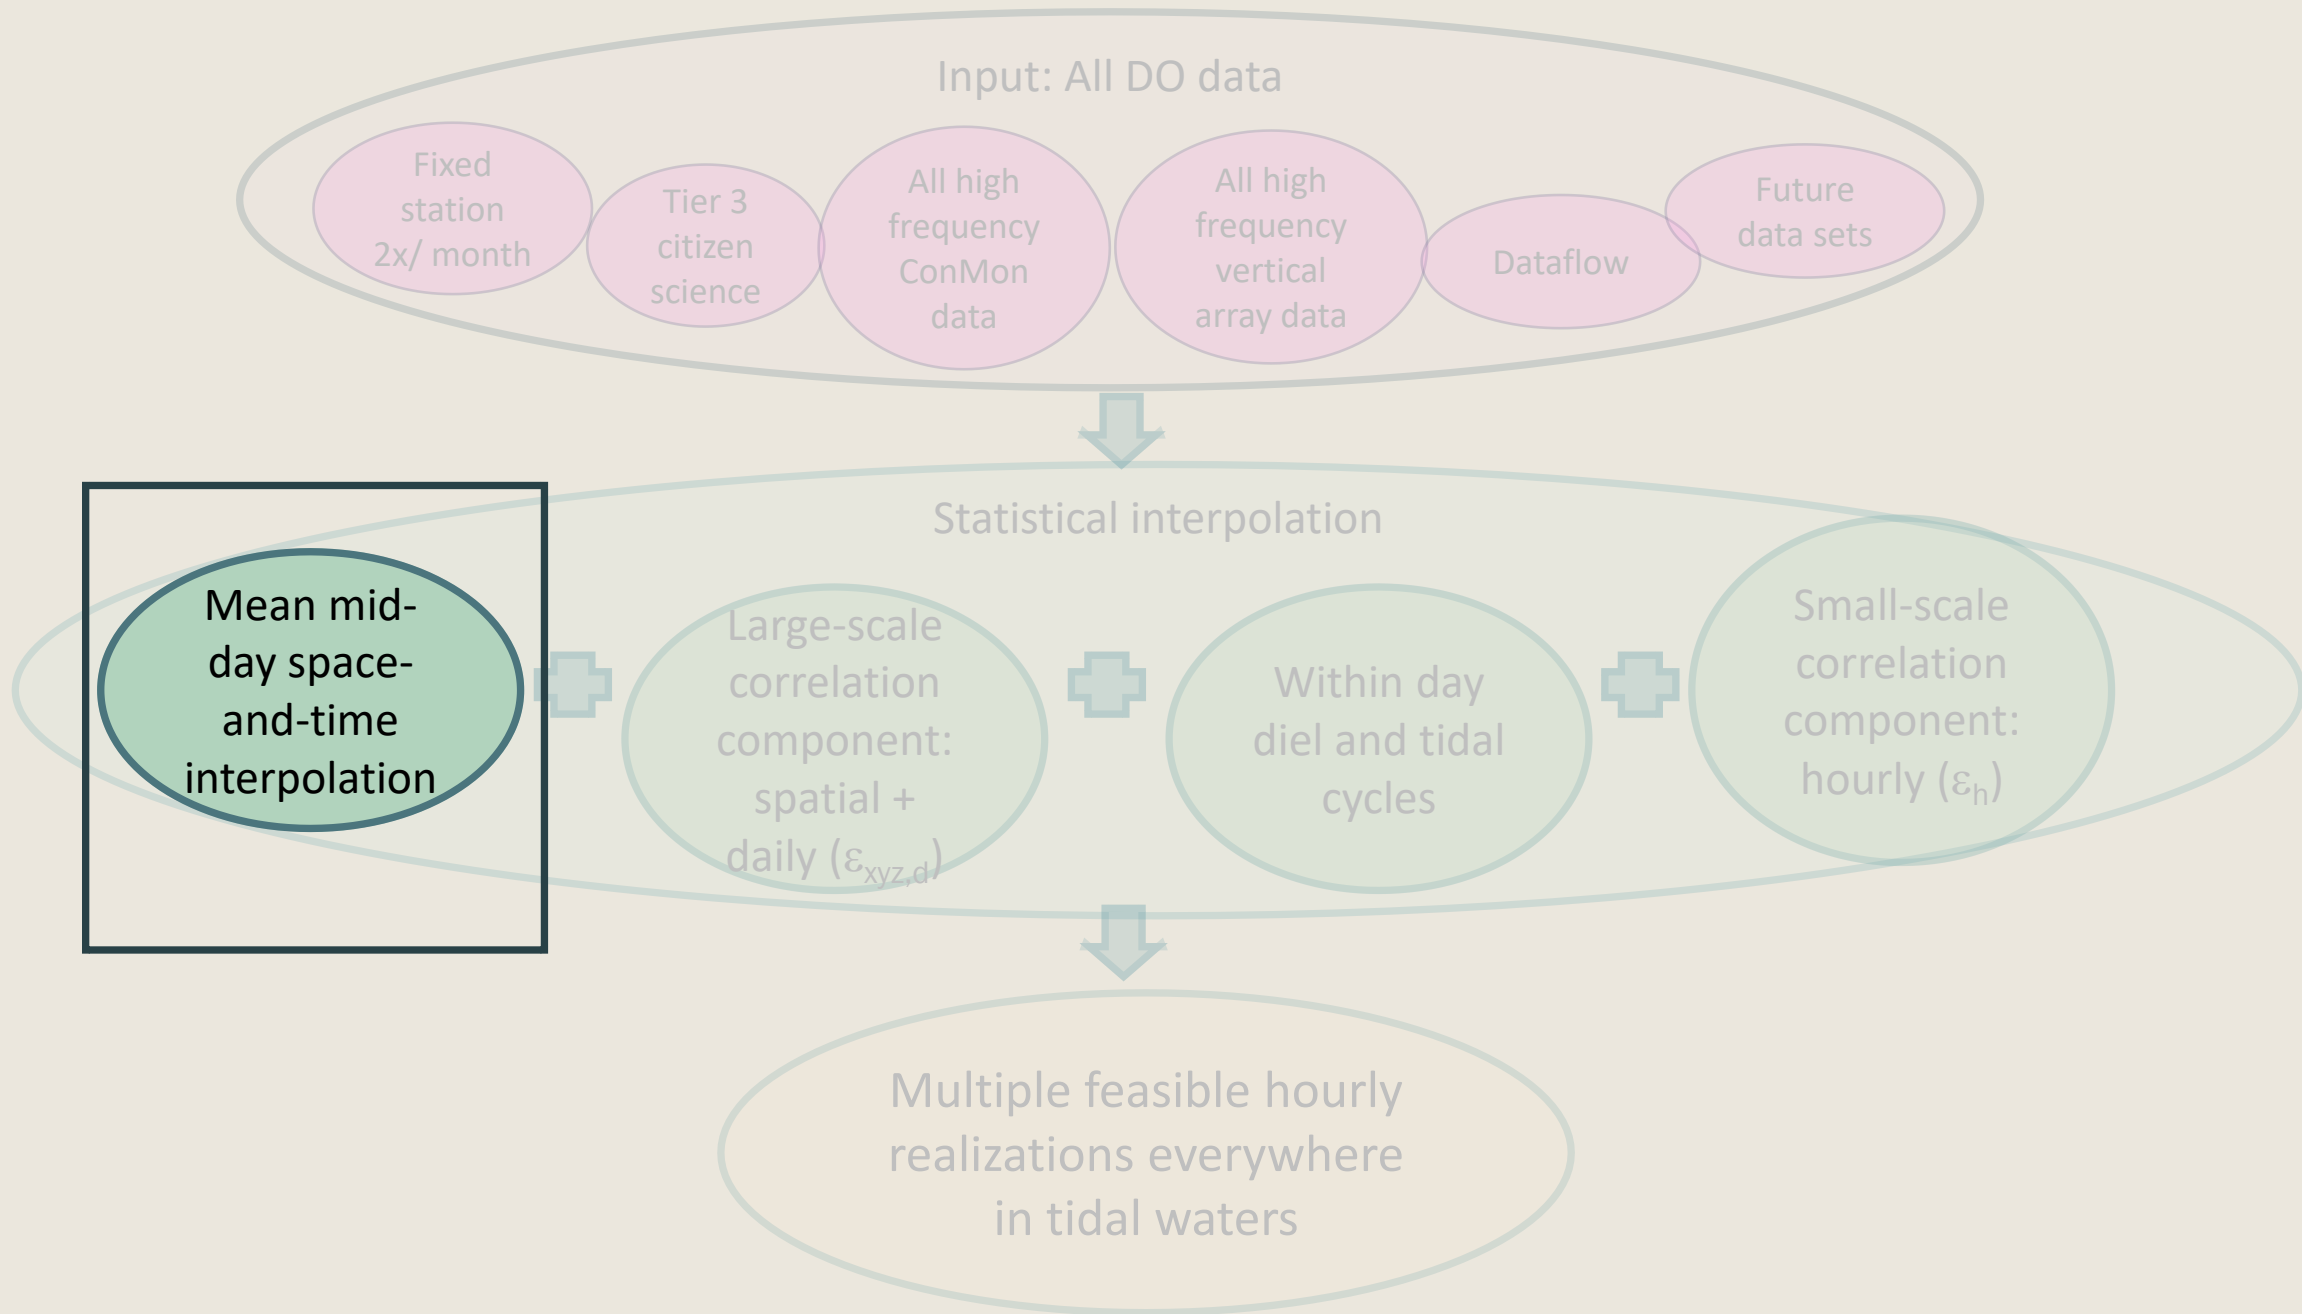 Input: All DO data
Fixed
station
2x/ month
Tier 3
citizen
science
All high
frequency
ConMon
data
All high
frequency
vertical
array data
Dataflow
Future
data sets
Statistical interpolation
Mean mid-
day space-
and-time
interpolation
Large-scale
correlation
component:
spatial +
daily (εxyz,d)
Within day
diel and tidal
cycles
Small-scale
correlation
component:
hourly (εh)
Multiple feasible hourly
realizations everywhere
in tidal waters